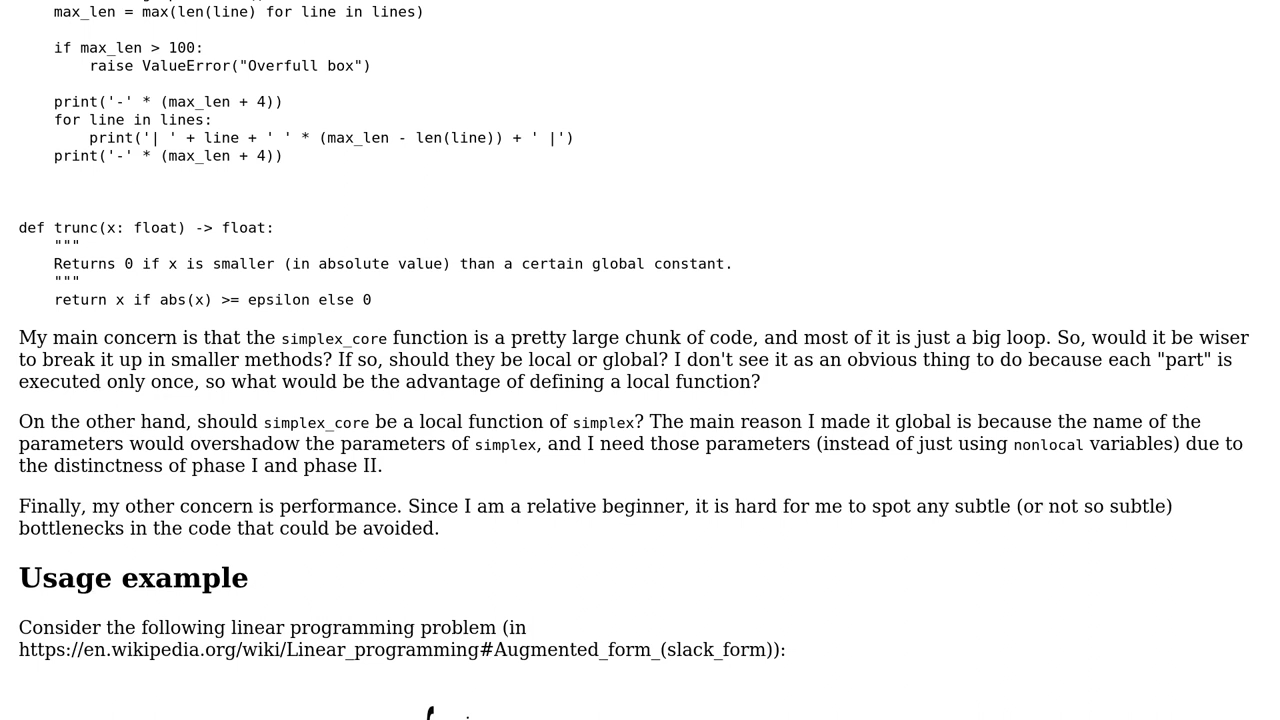 max_len = max(len(line) for line in lines)

    if max_len > 100:
        raise ValueError("Overfull box")

    print('-' * (max_len + 4))
    for line in lines:
        print('| ' + line + ' ' * (max_len - len(line)) + ' |')
    print('-' * (max_len + 4))

def trunc(x: float) -> float:
    """
    Returns 0 if x is smaller (in absolute value) than a certain global constant.
    """
    return x if abs(x) >= epsilon else 0
My main concern is that the simplex_core function is a pretty large chunk of code, and most of it is just a big loop. So, would it be wiser
to break it up in smaller methods? If so, should they be local or global? I don't see it as an obvious thing to do because each "part" is
executed only once, so what would be the advantage of defining a local function?
On the other hand, should simplex_core be a local function of simplex? The main reason I made it global is because the name of the
parameters would overshadow the parameters of simplex, and I need those parameters (instead of just using nonlocal variables) due to
the distinctness of phase I and phase II.
Finally, my other concern is performance. Since I am a relative beginner, it is hard for me to spot any subtle (or not so subtle)
bottlenecks in the code that could be avoided.
Usage example
Consider the following linear programming problem (in
https://en.wikipedia.org/wiki/Linear_programming#Augmented_form_(slack_form)):